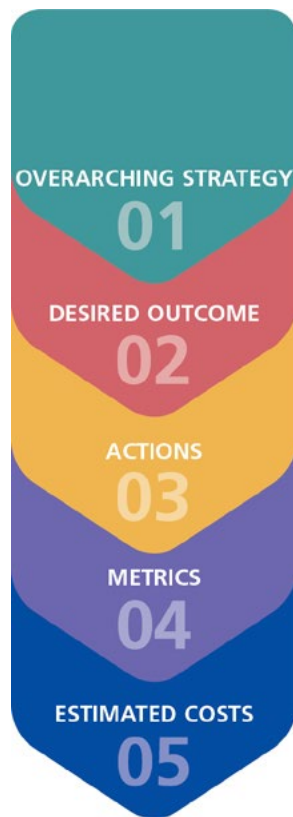 OVERARCHING STRATEGY
01
DESIRED OUTCOME
02
ACTIONS
03
METRICS
04
ESTIMATED COSTS
05